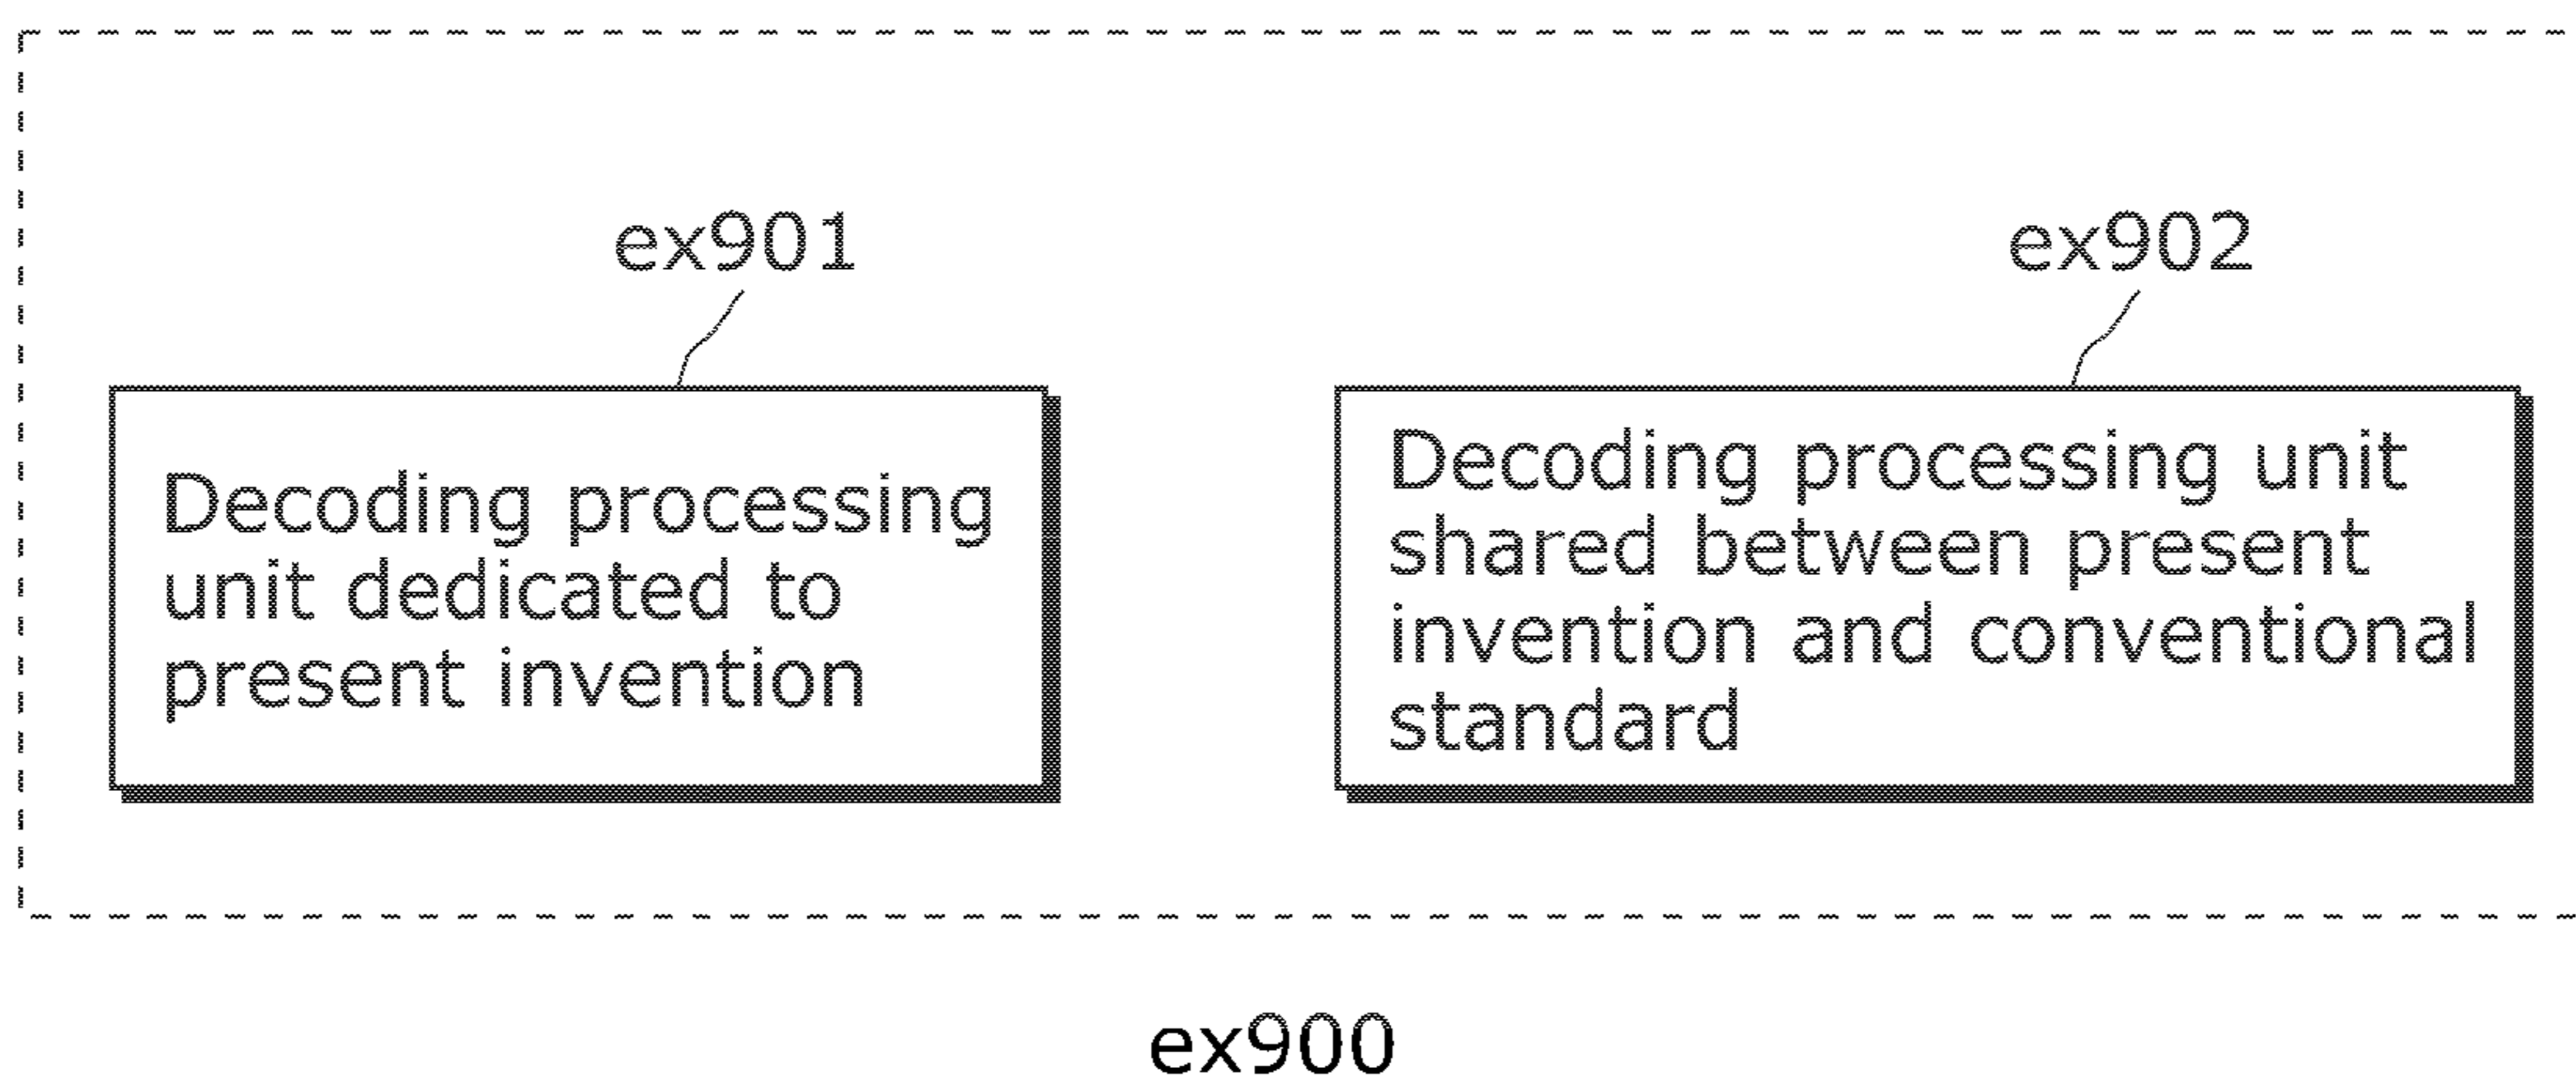 ex901
Decoding processing
unit dedicated to
present invention
ex902
Decoding processing unit
shared between present
invention and conventional
standard
ex900